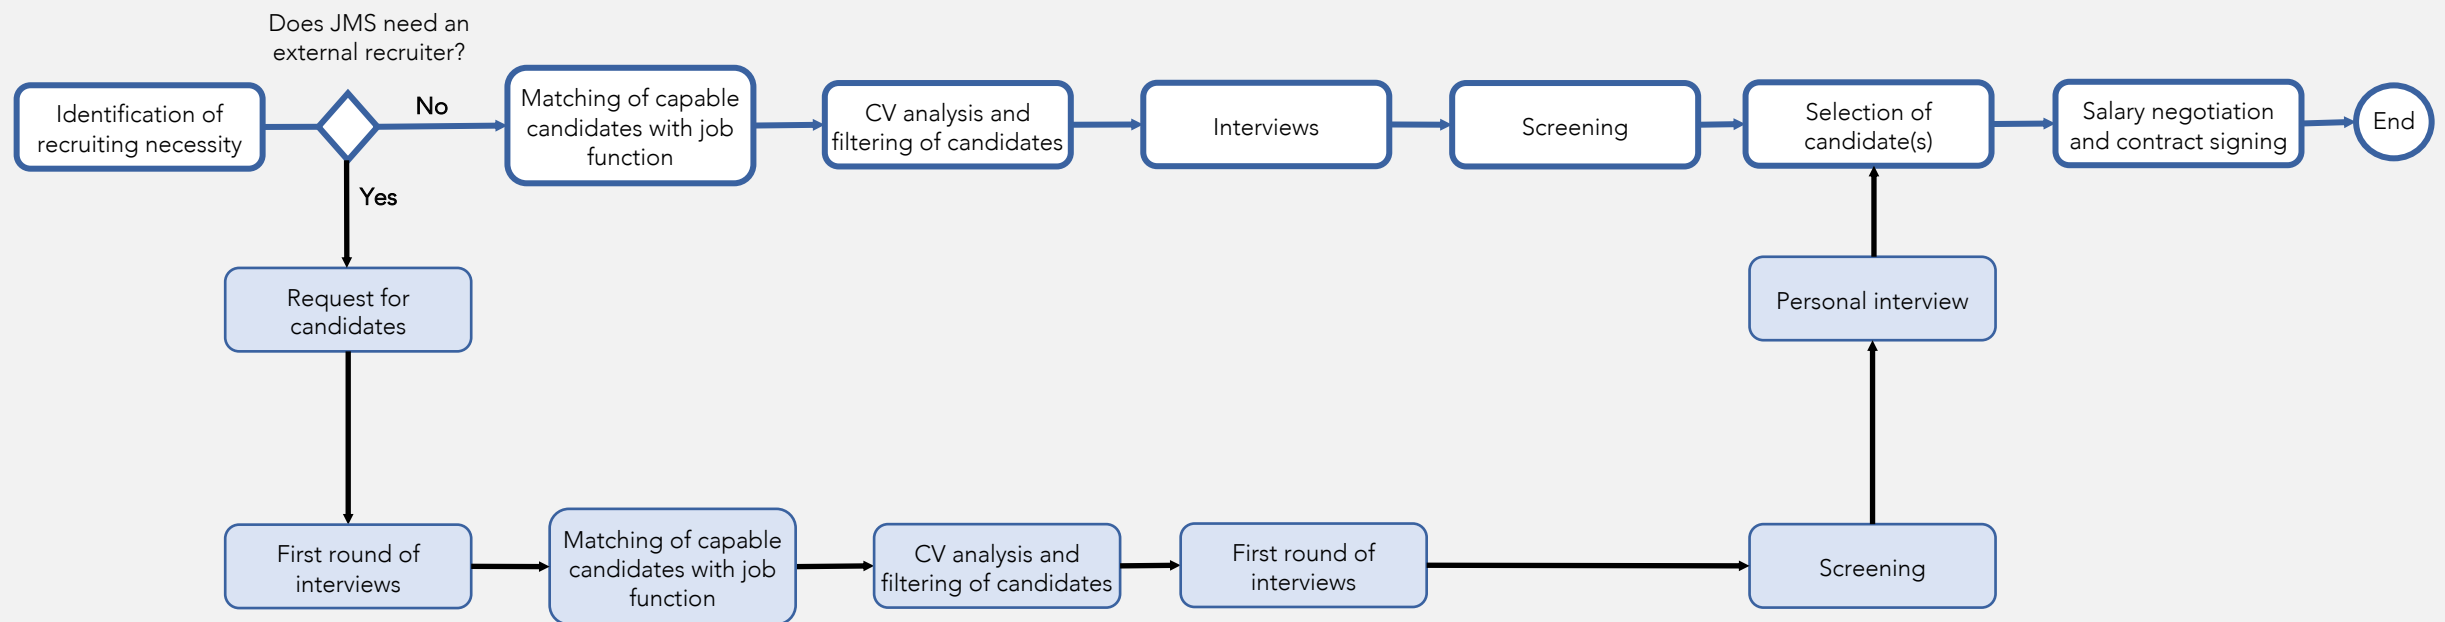 Does JMS need an
external recruiter?
Identification of
recruiting necessity
No
Matching of capable
candidates with job
function
CV analysis and
filtering of candidates
Interviews
Screening
Selection of
candidate(s)
Salary negotiation
and contract signing
End
Yes
Request for
candidates
Personal interview
First round of
interviews
Matching of capable
candidates with job
function
CV analysis and
filtering of candidates
First round of
interviews
Screening